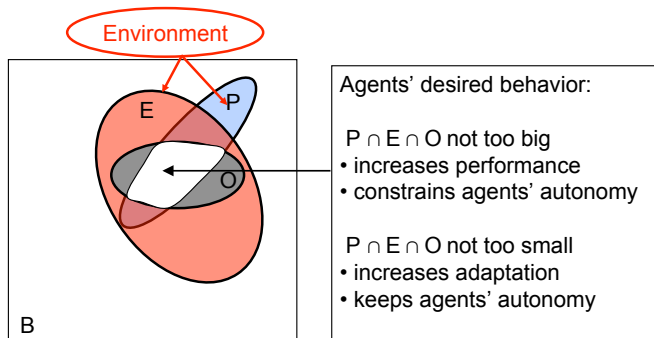 Environment
E
P
O
B
Agents' desired behavior:
P ∩ E ∩ O not too big
• increases performance
• constrains agents' autonomy
P ∩ E ∩ O not too small
• increases adaptation
• keeps agents' autonomy